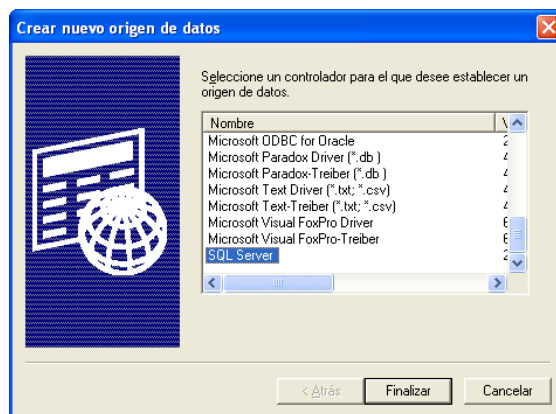 Crear nuevo origen de datos
Seleccione un controlador para el que desee establecer un
origen de datos.
Nombre
Microsoft ODBC for Oracle
Microsoft Paradox Driver (*.db )
Microsoft Paradox-Treiber (*.db )
Microsoft Text Driver (*.txt; *.csv)
Microsoft Text-Treiber (*.txt; *.csv)
Microsoft Visual FoxPro Driver
Microsoft Visual FoxPro-Treiber
SQL Server
< Atrás Finalizar Cancelar